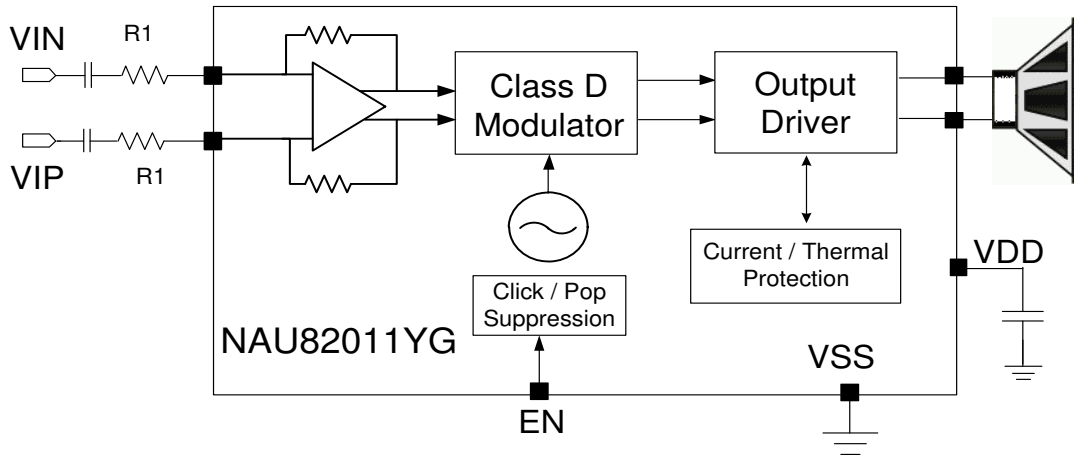 VIN
R1
VIP
R1
Class D
Modulator
Output
Driver
Current / Thermal
Protection
Click / Pop
Suppression
NAU82011YG
EN
VSS
VDD